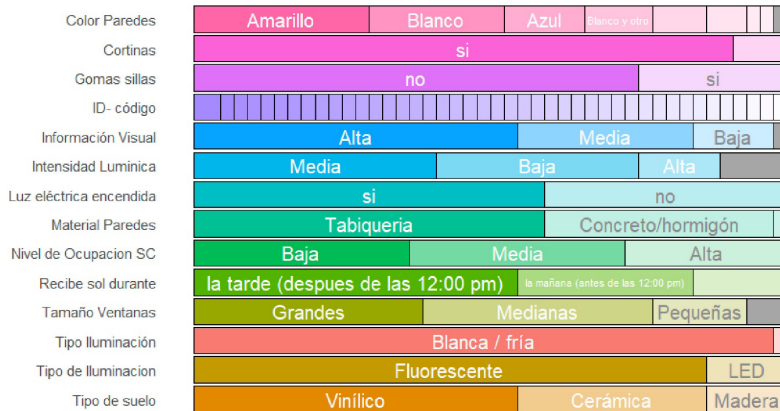 Color Paredes Amarillo Blanco Azul Blanco y otro
Cortinas si
Gomas sillas no si
ID- código
Información Visual Alta Media Baja
Intensidad Luminica Media Baja Alta
Luz eléctrica encendida si no
Material Paredes Tabiqueria Concreto/hormigón
Nivel de Ocupacion SC Baja Media Alta
Recibe sol durante la tarde (despues de las 12:00 pm) la mañana (antes de las 12:00 pm)
Tamaño Ventanas Grandes Medianas Pequeñas
Tipo Iluminación Blanca / fría
Tipo de Iluminacion Fluorescente LED
Tipo de suelo Vinílico Cerámica Madera